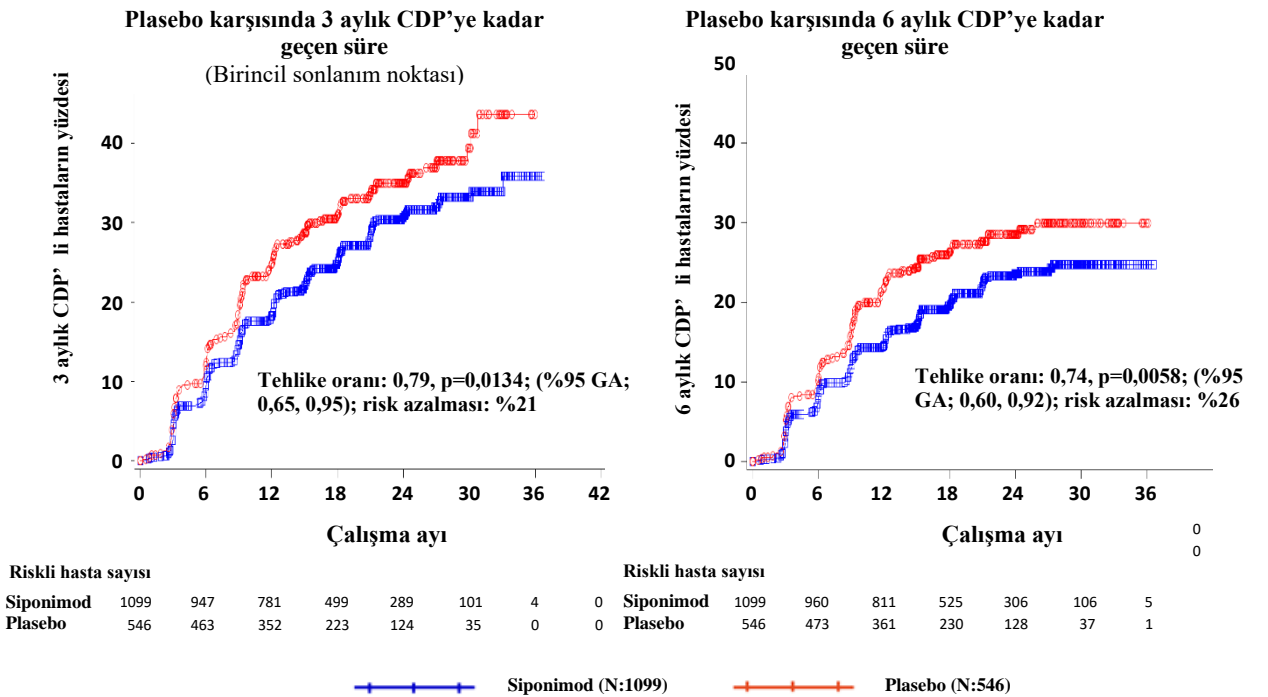 Plasebo karşısında 3 aylık CDP’ye kadar
geçen süre
(Birincil sonlanım noktası)
3 aylık CDP’ li hastaların yüzdesi
40
30
20
10
0
Tehlike oranı: 0,79, p=0,0134; (%95 GA;
0,65, 0,95); risk azalması: %21
0 6 12 18 24 30 36 42
Çalışma ayı
Riskli hasta sayısı
Siponimod 1099 947 781 499 289 101 4 0
Plasebo 546 463 352 223 124 35 0 0
Plasebo karşısında 6 aylık CDP’ye kadar
geçen süre
6 aylık CDP’ li hastaların yüzdesi
50
40
30
20
10
0
Tehlike oranı: 0,74, p=0,0058; (%95
GA; 0,60, 0,92); risk azalması: %26
0 6 12 18 24 30 36
Çalışma ayı
0
0
Riskli hasta sayısı
Siponimod 1099 960 811 525 306 106 5
Plasebo 546 473 361 230 128 37 1
Siponimod (N:1099) Plasebo (N:546)